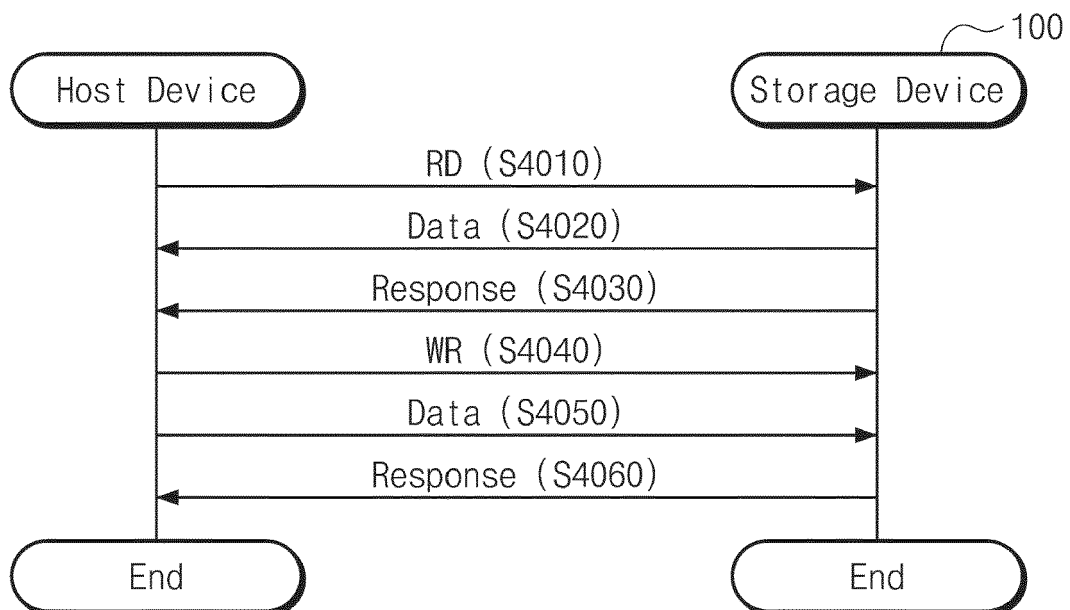 100
Host Device
Storage Device
RD (S4010)
Data (S4020)
Response (S4030)
WR (S4040)
Data (S4050)
Response (S4060)
End
End